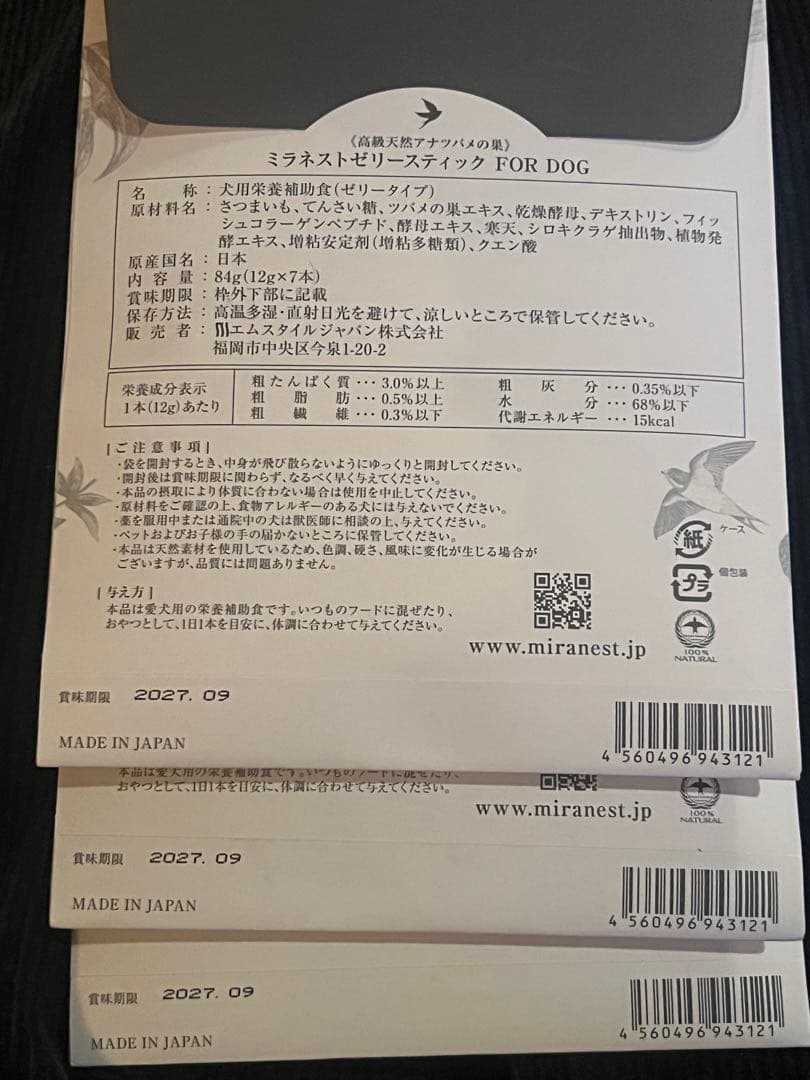 《高級天然アナツバメの巣》
ミラネストゼリースティック FOR DOG
名称：犬用栄養補助食(ゼリータイプ)
原材料名：さつまいも、てんさい糖、ツバメの巣エキス、乾燥酵母、デキストリン、フィッ
シュコラーゲンペプチド、酵母エキス、寒天、シロキクラゲ抽出物、植物発
酵エキス、増粘安定剤(増粘多糖類)、クエン酸
原産国名：日本
内容量：84g(12g×7本)
賞味期限：枠外下部に記載
保存方法：高温多湿・直射日光を避けて、涼しいところで保管してください。
販売者：エムスタイルジャパン株式会社
福岡市中央区今泉1-20-2
栄養成分表示
1本(12g)あたり
粗たんぱく質･･･3.0%以上
粗脂肪･･･0.5%以上
粗繊維･･･0.3%以下
粗灰分･･･0.35%以下
水分･･･68%以下
代謝エネルギー･･･15kcal
|ご注意事項|
・袋を開封するとき、中身が飛び散らないようにゆっくりと開封してください。
・開封後は賞味期限に関わらず、なるべく早く与えてください。
・本品の摂取により体質に合わない場合は使用を中止してください。
・原材料をご確認の上、食物アレルギーのある犬には与えないでください。
・薬を服用中または通院中の犬は獣医師に相談の上、与えてください。
・ペットおよびお子様の手の届かないところに保管してください。
・本品は天然素材を使用しているため、色調、硬さ、風味に変化が生じる場合が
ございますが、品質には問題ありません。
|与え方|
本品は愛犬用の栄養補助食です。いつものフードに混ぜたり、
おやつとして、1日1本を目安に、体調に合わせて与えてください。
紙
ケース
プラ
個包装
100%
NATURAL
www.miranest.jp
賞味期限 2027.09
MADE IN JAPAN
4 560496 943121
本品は愛犬用の栄養補助食です。いつものフードに混ぜたり、
おやつとして、1日1本を目安に、体調に合わせて与えてください。
www.miranest.jp
100%
NATURAL
賞味期限 2027.09
MADE IN JAPAN
4 560496 943121
賞味期限 2027.09
MADE IN JAPAN
4 560496 943121